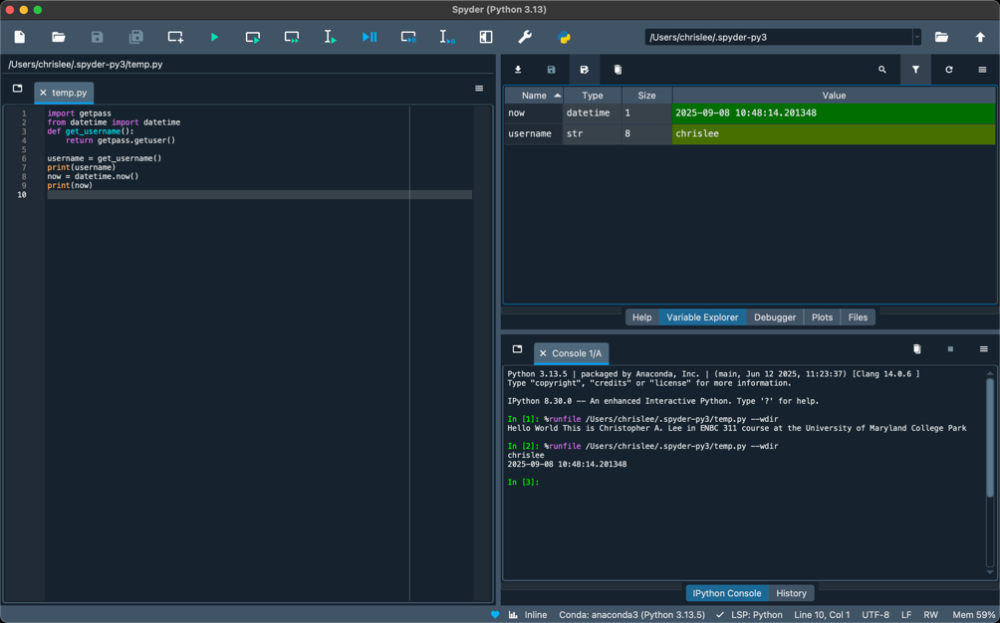 Spyder (Python 3.13)
/Users/chrislee/.spyder-py3
/Users/chrislee/.spyder-py3/temp.py
temp.py
1 import getpass
2 from datetime import datetime
3 def get_username():
4     return getpass.getuser()
5
6 username = get_username()
7 print(username)
8 now = datetime.now()
9 print(now)
10
Name Type Size Value
now datetime 1 2025-09-08 10:48:14.201348
username str 8 chrislee
Help Variable Explorer Debugger Plots Files
Console 1/A
Python 3.13.5 | packaged by Anaconda, Inc. | (main, Jun 12 2025, 11:23:37) [Clang 14.0.6 ]
Type "copyright", "credits" or "license" for more information.
IPython 8.30.0 -- An enhanced Interactive Python. Type '?' for help.
In [1]: %runfile /Users/chrislee/.spyder-py3/temp.py --wdir
Hello World This is Christopher A. Lee in ENBC 311 course at the University of Maryland College Park
In [2]: %runfile /Users/chrislee/.spyder-py3/temp.py --wdir
chrislee
2025-09-08 10:48:14.201348
In [3]:
IPython Console History
Inline Conda: anaconda3 (Python 3.13.5) LSP: Python Line 10, Col 1 UTF-8 LF RW Mem 59%